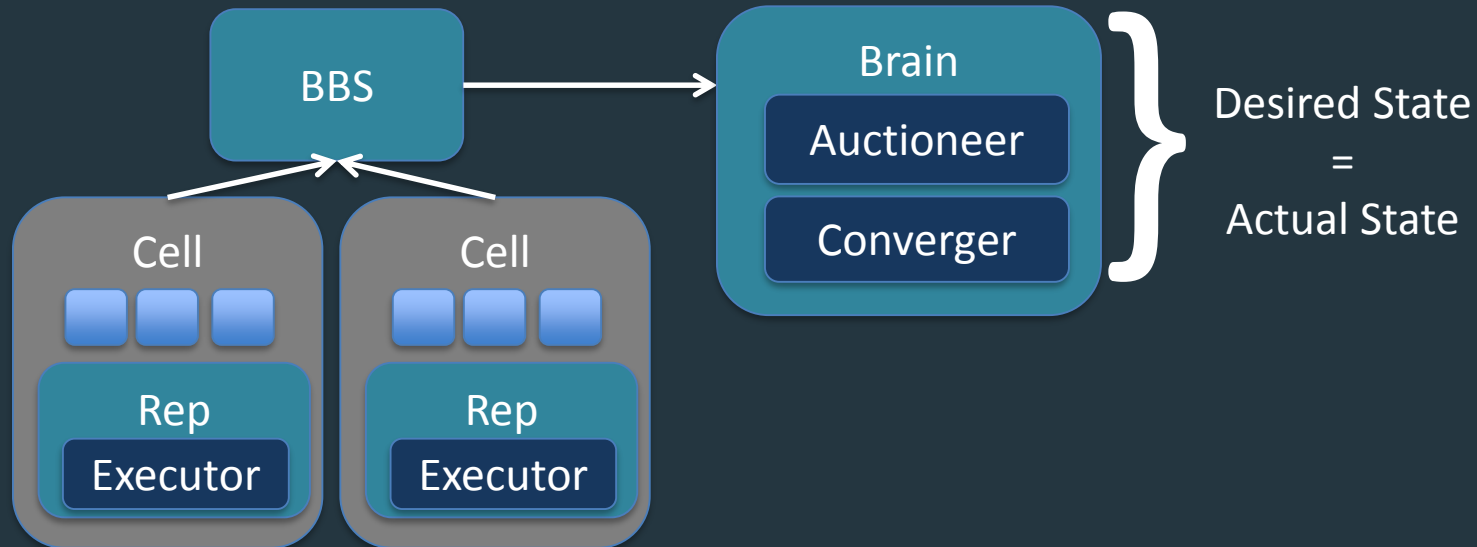 BBS
Brain
Auctioneer
Converger
Desired State
=
Actual State
Cell
Rep
Executor
Cell
Rep
Executor